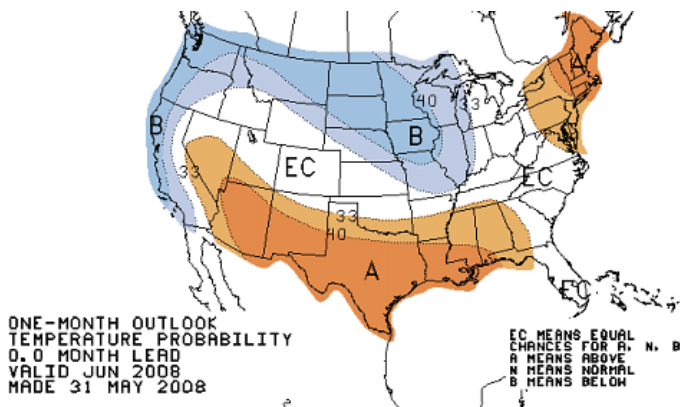 40
33
A
B
B
EC
33
EC
33
40
A
EC
ONE-MONTH OUTLOOK
TEMPERATURE PROBABILITY
0.0 MONTH LEAD
VALID JUN 2008
MADE 31 MAY 2008
EC MEANS EQUAL
CHANCES FOR A, N, B
A MEANS ABOVE
N MEANS NORMAL
B MEANS BELOW